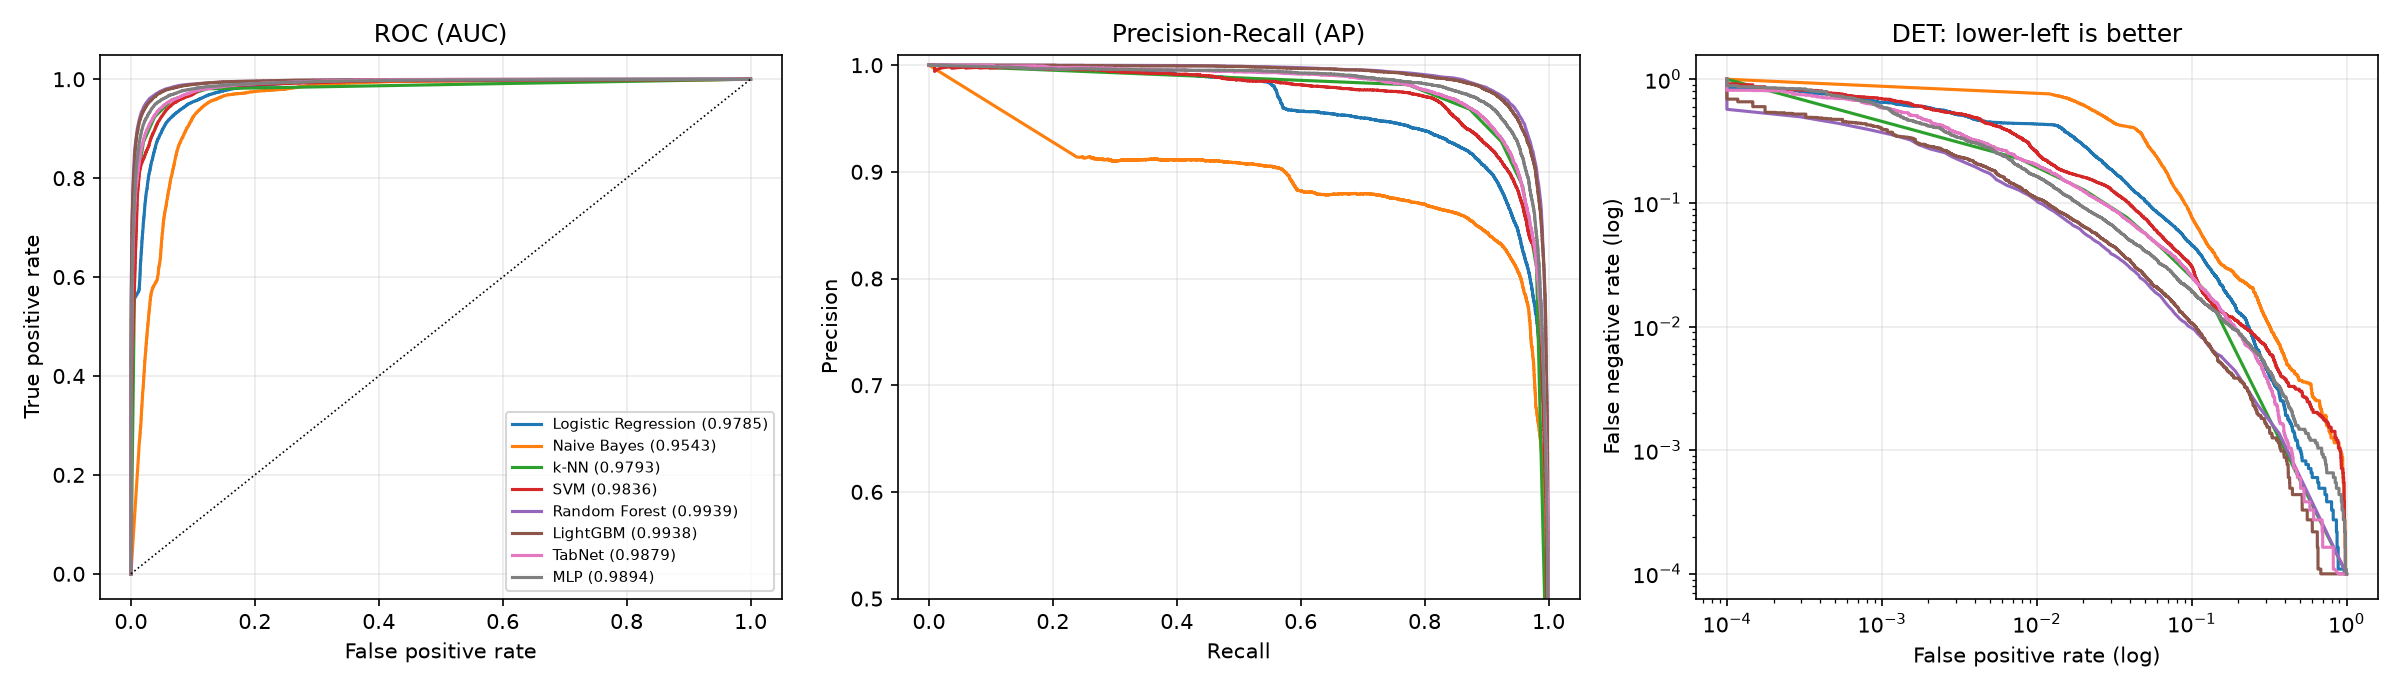 ROC (AUC)
True positive rate
1.0
0.8
0.6
0.4
0.2
0.0
Logistic Regression (0.9785)
Naive Bayes (0.9543)
k-NN (0.9793)
SVM (0.9836)
Random Forest (0.9939)
LightGBM (0.9938)
TabNet (0.9879)
MLP (0.9894)
0.0 0.2 0.4 0.6 0.8 1.0
False positive rate
Precision-Recall (AP)
Precision
1.0
0.9
0.8
0.7
0.6
0.5
0.0 0.2 0.4 0.6 0.8 1.0
Recall
DET: lower-left is better
False negative rate (log)
10⁰
10⁻¹
10⁻²
10⁻³
10⁻⁴
10⁻⁴ 10⁻³ 10⁻² 10⁻¹ 10⁰
False positive rate (log)